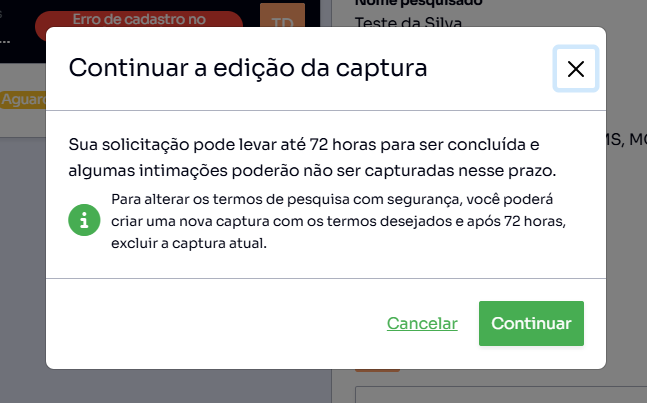 Nome pesquisado
Erro de cadastro no
TD
Teste da Silva
...
Continuar a edição da captura
Sua solicitação pode levar até 72 horas para ser concluída e
algumas intimações poderão não ser capturadas nesse prazo.
Para alterar os termos de pesquisa com segurança, você poderá
criar uma nova captura com os termos desejados e após 72 horas,
excluir a captura atual.
Cancelar
Continuar